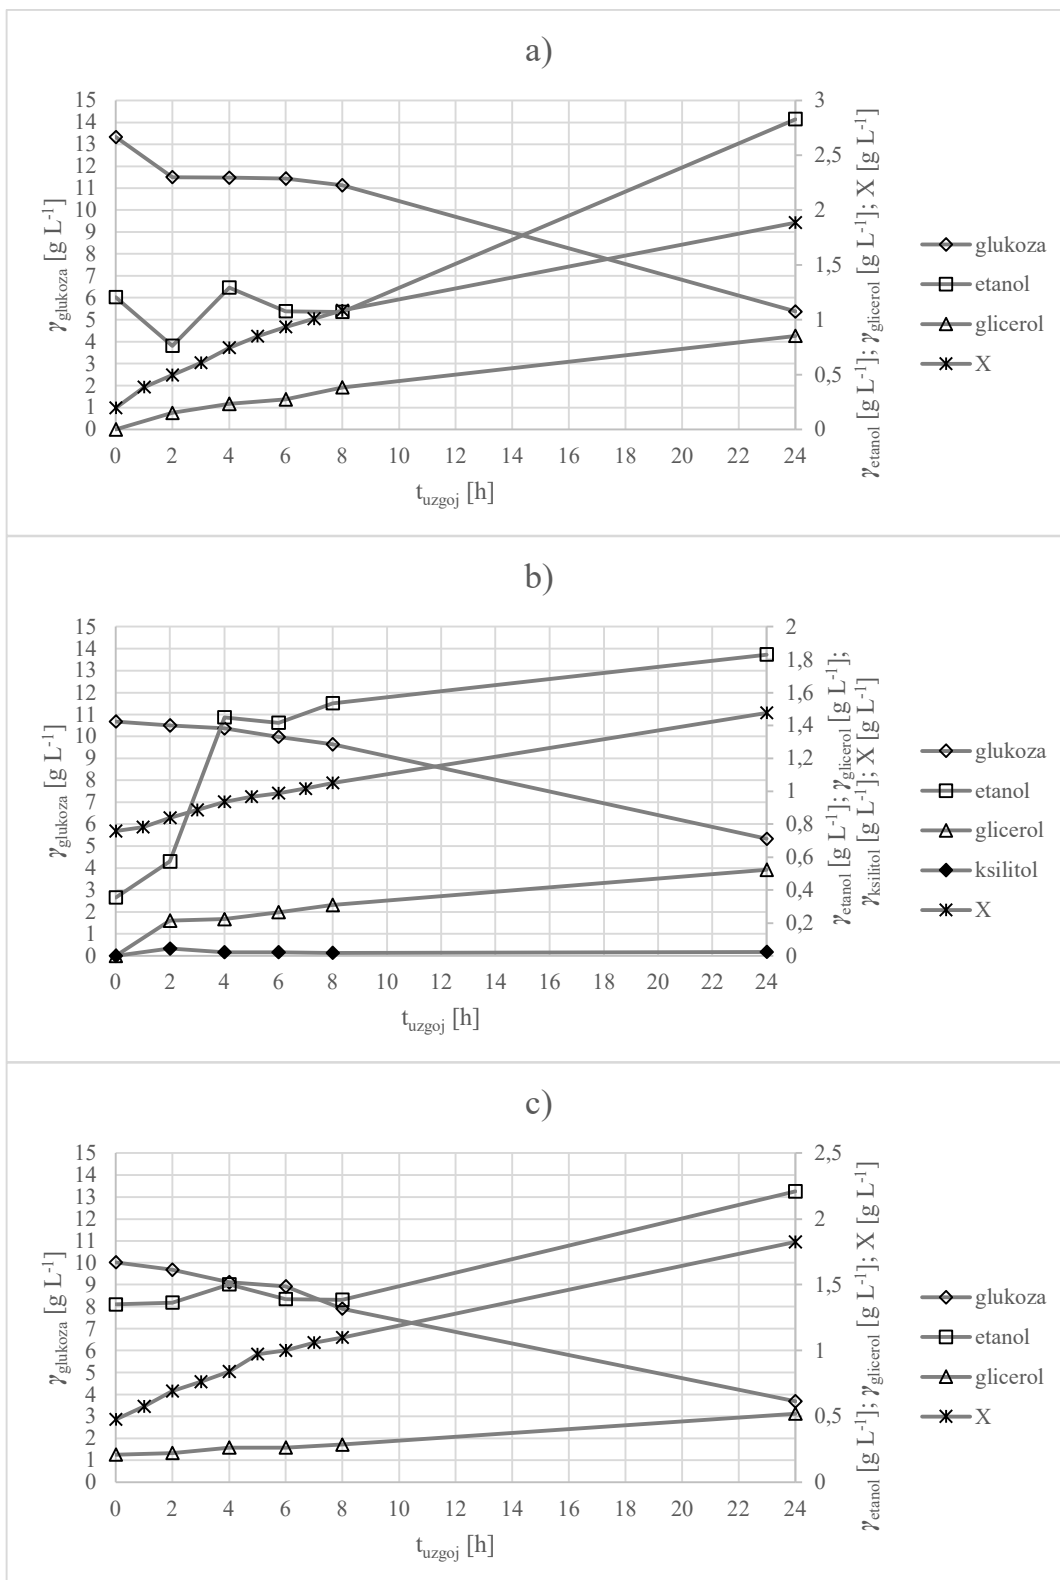 a)
15
14
13
12
11
10
9
8
7
6
5
4
3
2
1
0
γglukoza [g L-1]
3
2,5
2
1,5
1
0,5
0
γetanol [g L-1]; γglicerol [g L-1]; X [g L-1]
0 2 4 6 8 10 12 14 16 18 20 22 24
tuzgoj [h]
glukoza
etanol
glicerol
X
b)
15
14
13
12
11
10
9
8
7
6
5
4
3
2
1
0
γglukoza [g L-1]
2
1,8
1,6
1,4
1,2
1
0,8
0,6
0,4
0,2
0
γetanol [g L-1]; γglicerol [g L-1];
γksilitol [g L-1]; X [g L-1]
0 2 4 6 8 10 12 14 16 18 20 22 24
tuzgoj [h]
glukoza
etanol
glicerol
ksilitol
X
c)
15
14
13
12
11
10
9
8
7
6
5
4
3
2
1
0
γglukoza [g L-1]
2,5
2
1,5
1
0,5
0
γetanol [g L-1]; γglicerol [g L-1]; X [g L-1]
0 2 4 6 8 10 12 14 16 18 20 22 24
tuzgoj [h]
glukoza
etanol
glicerol
X